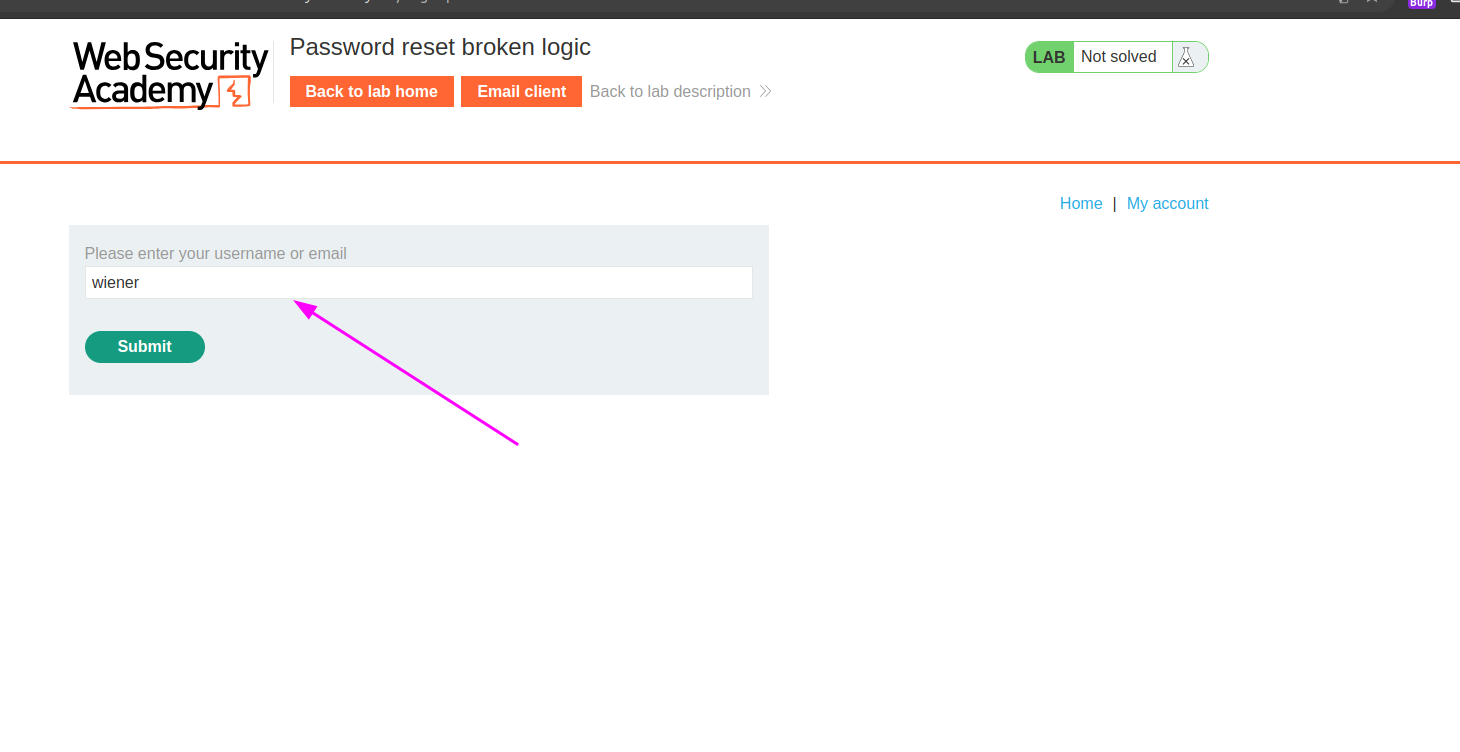 Burp
Web Security
Academy
Password reset broken logic
Back to lab home
Email client
Back to lab description
LAB
Not solved
Home | My account
Please enter your username or email
wiener
Submit